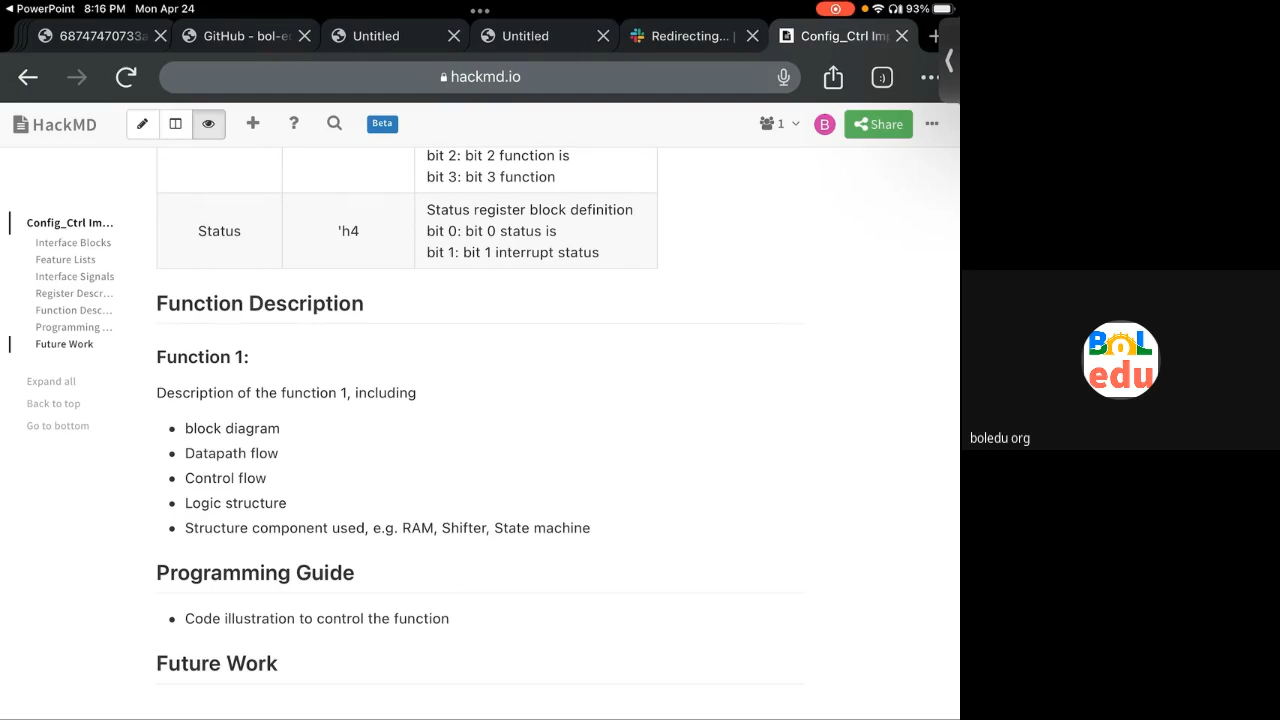 PowerPoint 8:16 PM Mon Apr 24 93%
68747470733a GitHub - bol-e Untitled Untitled Redirecting... | Config_Ctrl Im
hackmd.io
HackMD Beta 1 B Share
bit 2: bit 2 function is
bit 3: bit 3 function
Status 'h4 Status register block definition
bit 0: bit 0 status is
bit 1: bit 1 interrupt status
Config_Ctrl Im...
Interface Blocks
Feature Lists
Interface Signals
Register Descr...
Function Desc...
Programming ...
Future Work
Expand all
Back to top
Go to bottom
Function Description
Function 1:
Description of the function 1, including
block diagram
Datapath flow
Control flow
Logic structure
Structure component used, e.g. RAM, Shifter, State machine
Programming Guide
Code illustration to control the function
Future Work
BOL
edu
boledu org